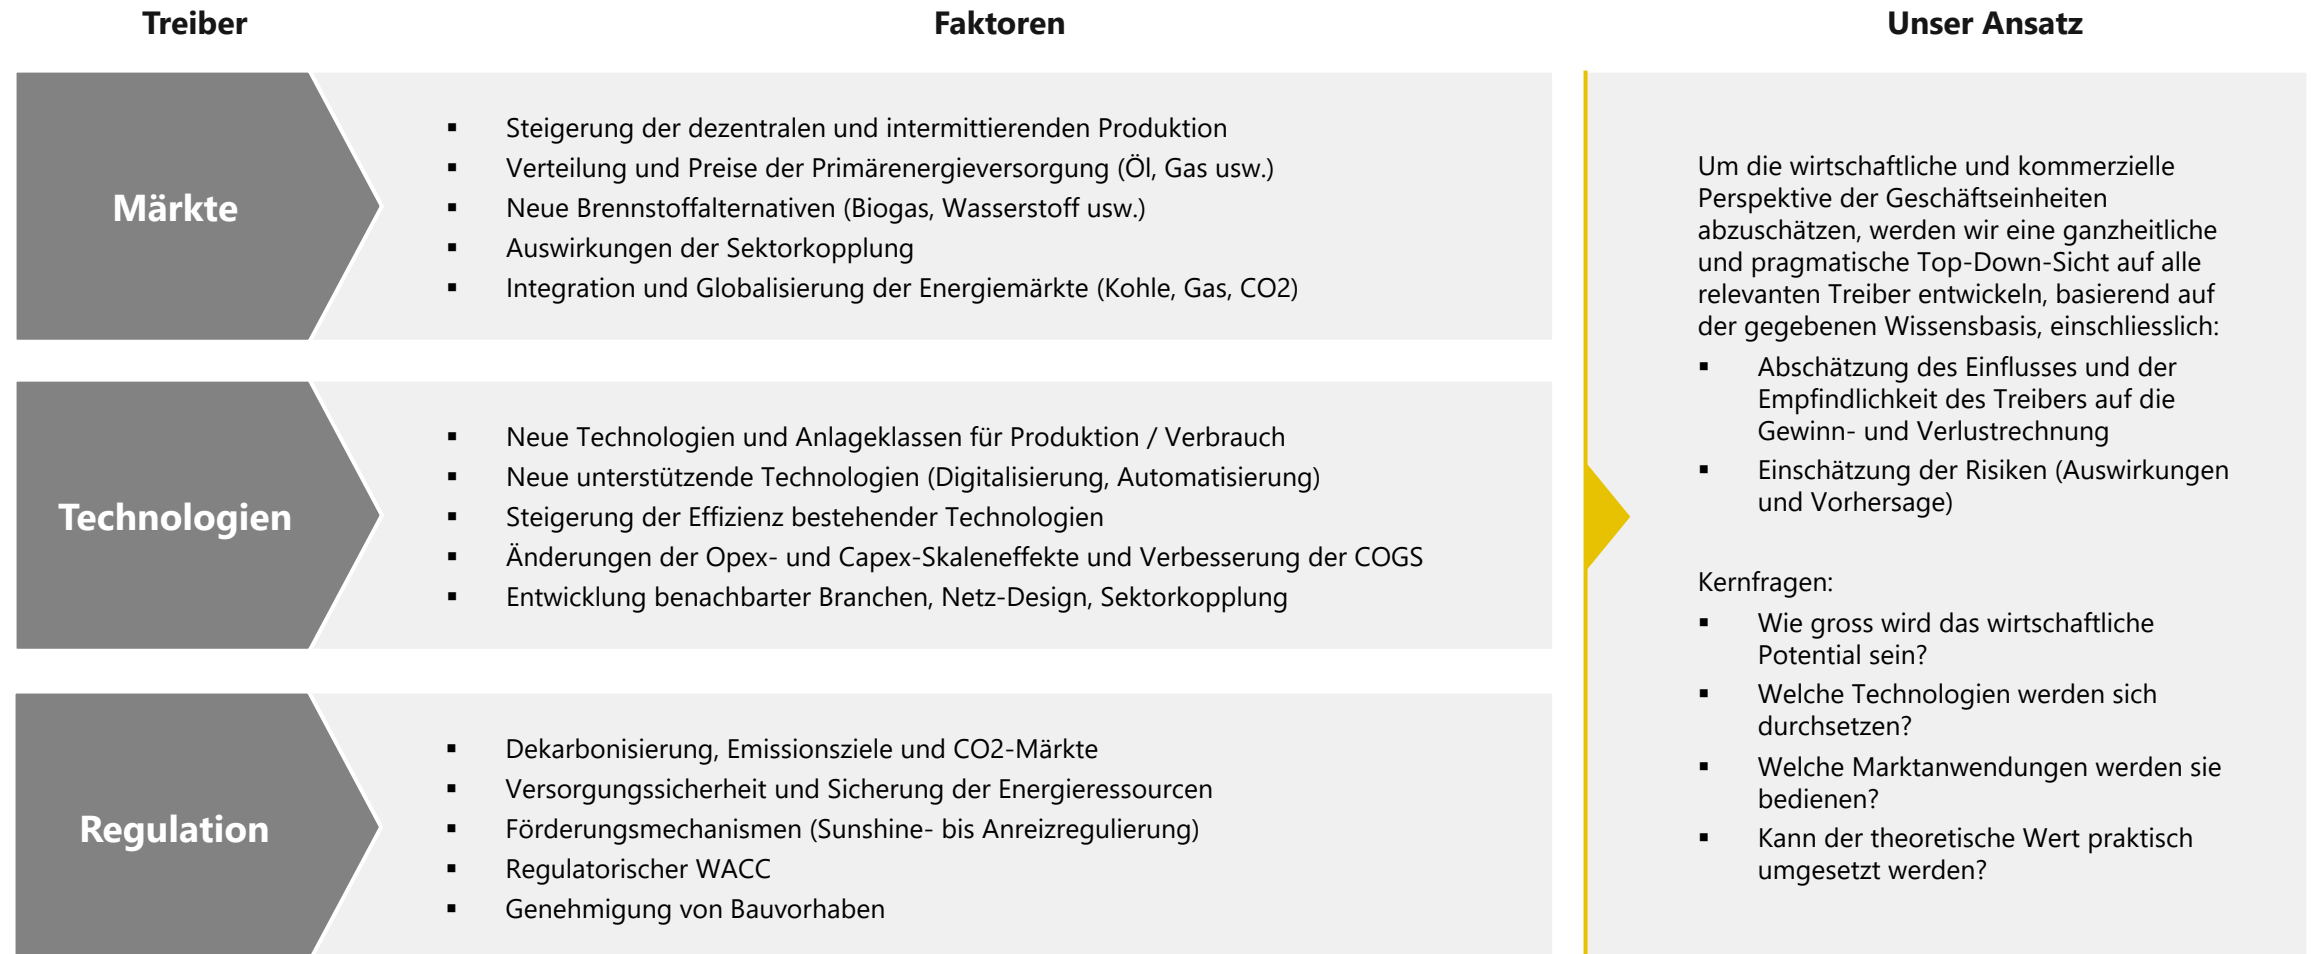 Treiber
Faktoren
Unser Ansatz
Märkte
▪ Steigerung der dezentralen und intermittierenden Produktion
▪ Verteilung und Preise der Primärenergieversorgung (Öl, Gas usw.)
▪ Neue Brennstoffalternativen (Biogas, Wasserstoff usw.)
▪ Auswirkungen der Sektorkopplung
▪ Integration und Globalisierung der Energiemärkte (Kohle, Gas, CO2)
Technologien
▪ Neue Technologien und Anlageklassen für Produktion / Verbrauch
▪ Neue unterstützende Technologien (Digitalisierung, Automatisierung)
▪ Steigerung der Effizienz bestehender Technologien
▪ Änderungen der Opex- und Capex-Skaleneffekte und Verbesserung der COGS
▪ Entwicklung benachbarter Branchen, Netz-Design, Sektorkopplung
Regulation
▪ Dekarbonisierung, Emissionsziele und CO2-Märkte
▪ Versorgungssicherheit und Sicherung der Energieressourcen
▪ Förderungsmechanismen (Sunshine- bis Anreizregulierung)
▪ Regulatorischer WACC
▪ Genehmigung von Bauvorhaben
Um die wirtschaftliche und kommerzielle
Perspektive der Geschäftseinheiten
abzuschätzen, werden wir eine ganzheitliche
und pragmatische Top-Down-Sicht auf alle
relevanten Treiber entwickeln, basierend auf
der gegebenen Wissensbasis, einschliesslich:
▪ Abschätzung des Einflusses und der
Empfindlichkeit des Treibers auf die
Gewinn- und Verlustrechnung
▪ Einschätzung der Risiken (Auswirkungen
und Vorhersage)
Kernfragen:
▪ Wie gross wird das wirtschaftliche
Potential sein?
▪ Welche Technologien werden sich
durchsetzen?
▪ Welche Marktanwendungen werden sie
bedienen?
▪ Kann der theoretische Wert praktisch
umgesetzt werden?